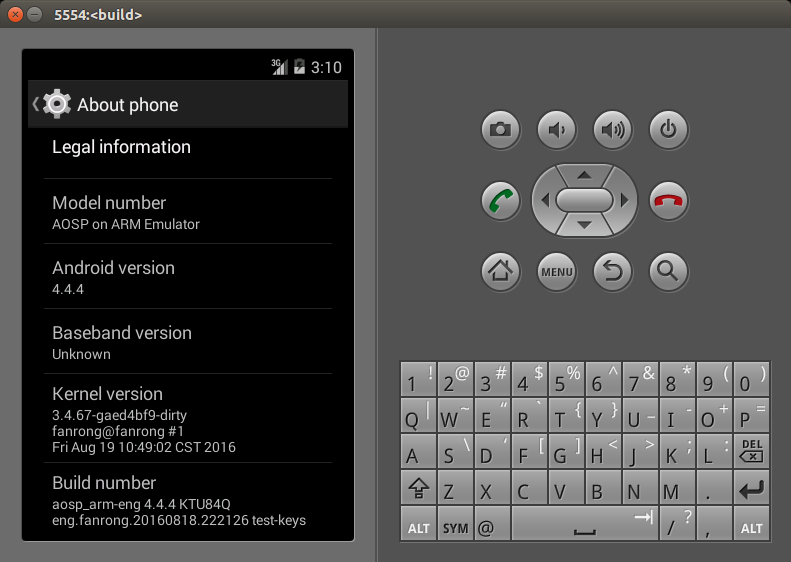 5554:<build>
3G 3:10
About phone
Legal information
Model number
AOSP on ARM Emulator
Android version
4.4.4
Baseband version
Unknown
Kernel version
3.4.67-gaed4bf9-dirty
fanrong@fanrong #1
Fri Aug 19 10:49:02 CST 2016
Build number
aosp_arm-eng 4.4.4 KTU84Q
eng.fanrong.20160818.222126 test-keys
MENU
1 ! 2 @ 3 # 4 $ 5 % 6 ^ 7 & 8 * 9 ( 0 )
Q | W ~ E “ R ` T { Y } U _ I - O + P =
A S \ D ‘ F [ G ] H < J > K ; L : DEL
Z X C V B N M .
ALT SYM @ / ? , ALT